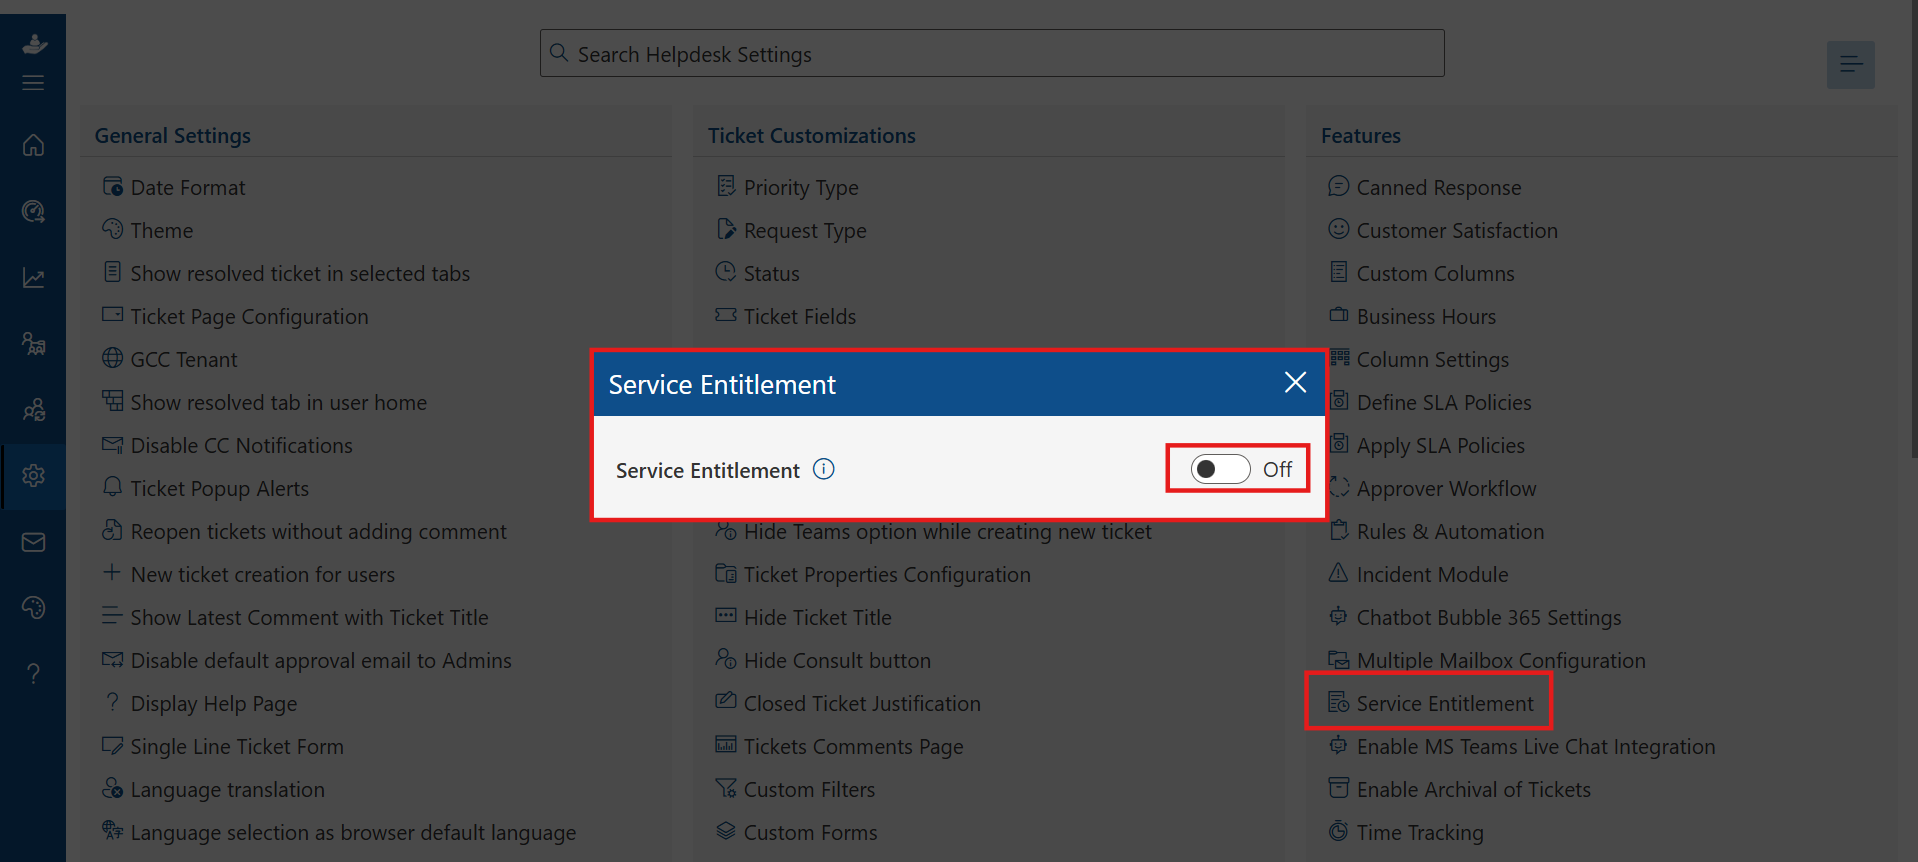 Search Helpdesk Settings
General Settings
Date Format
Theme
Show resolved ticket in selected tabs
Ticket Page Configuration
GCC Tenant
Show resolved tab in user home
Disable CC Notifications
Ticket Popup Alerts
Reopen tickets without adding comment
New ticket creation for users
Show Latest Comment with Ticket Title
Disable default approval email to Admins
Display Help Page
Single Line Ticket Form
Language translation
Language selection as browser default language
Ticket Customizations
Priority Type
Request Type
Status
Ticket Fields
Service Entitlement
Service Entitlement
Off
Hide Teams option while creating new ticket
Ticket Properties Configuration
Hide Ticket Title
Hide Consult button
Closed Ticket Justification
Tickets Comments Page
Custom Filters
Custom Forms
Features
Canned Response
Customer Satisfaction
Custom Columns
Business Hours
Column Settings
Define SLA Policies
Apply SLA Policies
Approver Workflow
Rules & Automation
Incident Module
Chatbot Bubble 365 Settings
Multiple Mailbox Configuration
Service Entitlement
Enable MS Teams Live Chat Integration
Enable Archival of Tickets
Time Tracking